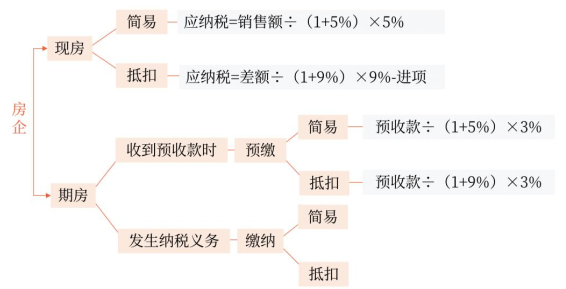 房企
现房
简易
应纳税=销售额÷（1+5%）×5%
抵扣
应纳税=差额÷（1+9%）×9%-进项
期房
收到预收款时
预缴
简易
预收款÷（1+5%）×3%
抵扣
预收款÷（1+9%）×3%
发生纳税义务
缴纳
简易
抵扣